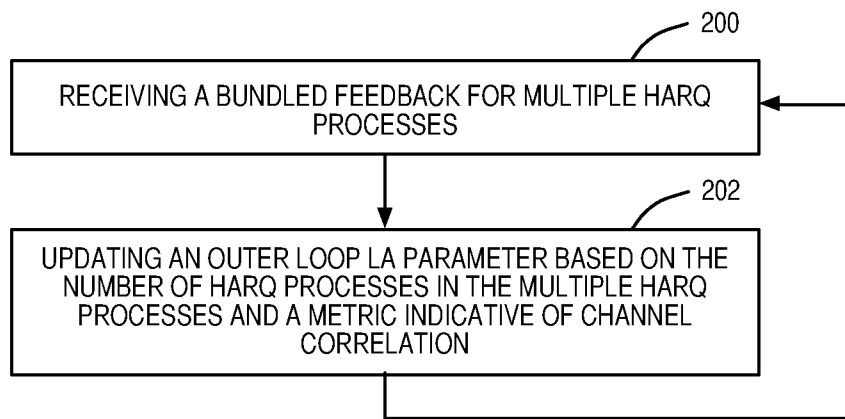 200
RECEIVING A BUNDLED FEEDBACK FOR MULTIPLE HARQ
PROCESSES
202
UPDATING AN OUTER LOOP LA PARAMETER BASED ON THE
NUMBER OF HARQ PROCESSES IN THE MULTIPLE HARQ
PROCESSES AND A METRIC INDICATIVE OF CHANNEL
CORRELATION